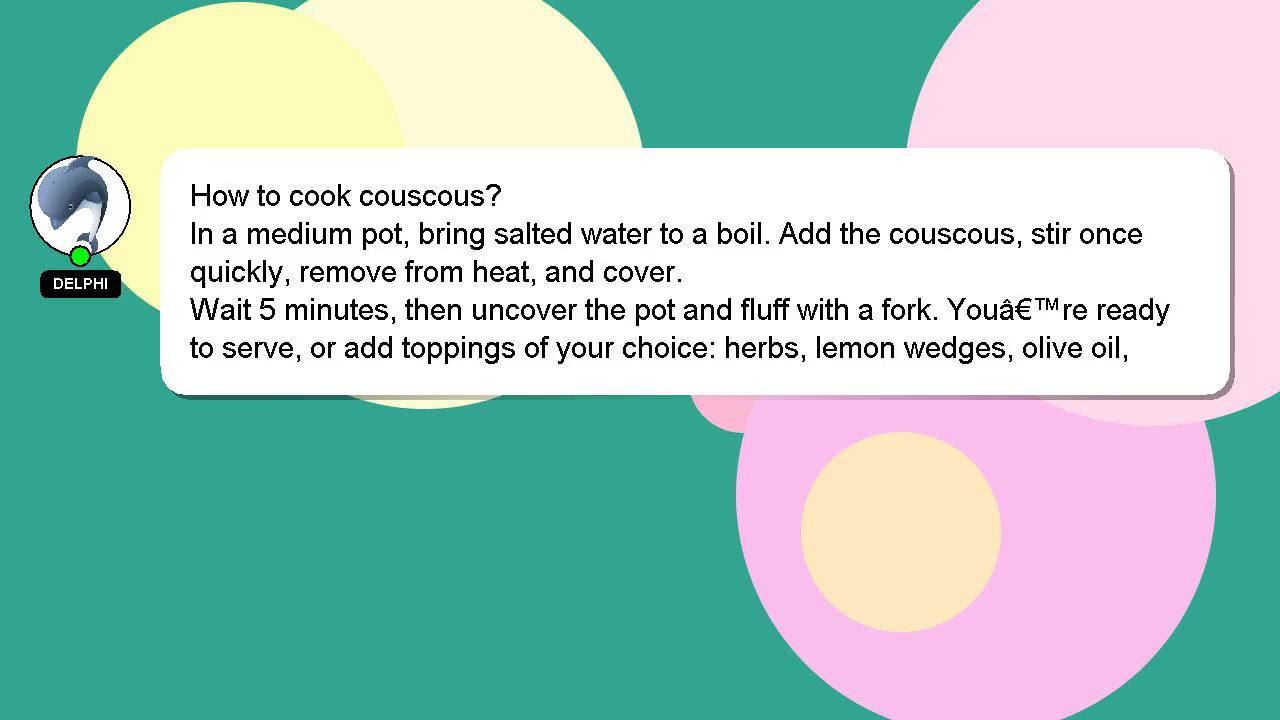 How to cook couscous?
In a medium pot, bring salted water to a boil. Add the couscous, stir once
quickly, remove from heat, and cover.
Wait 5 minutes, then uncover the pot and fluff with a fork. Youâ€™re ready
to serve, or add toppings of your choice: herbs, lemon wedges, olive oil,
DELPHI